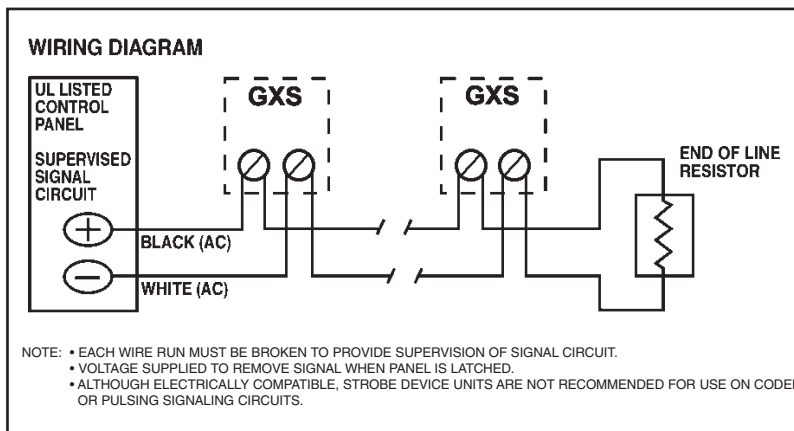 WIRING DIAGRAM
UL LISTED
CONTROL
PANEL
SUPERVISED
SIGNAL
CIRCUIT
+
−
GXS
GXS
BLACK (AC)
WHITE (AC)
END OF LINE
RESISTOR
NOTE: • EACH WIRE RUN MUST BE BROKEN TO PROVIDE SUPERVISION OF SIGNAL CIRCUIT.
• VOLTAGE SUPPLIED TO REMOVE SIGNAL WHEN PANEL IS LATCHED.
• ALTHOUGH ELECTRICALLY COMPATIBLE, STROBE DEVICE UNITS ARE NOT RECOMMENDED FOR USE ON CODED
OR PULSING SIGNALING CIRCUITS.